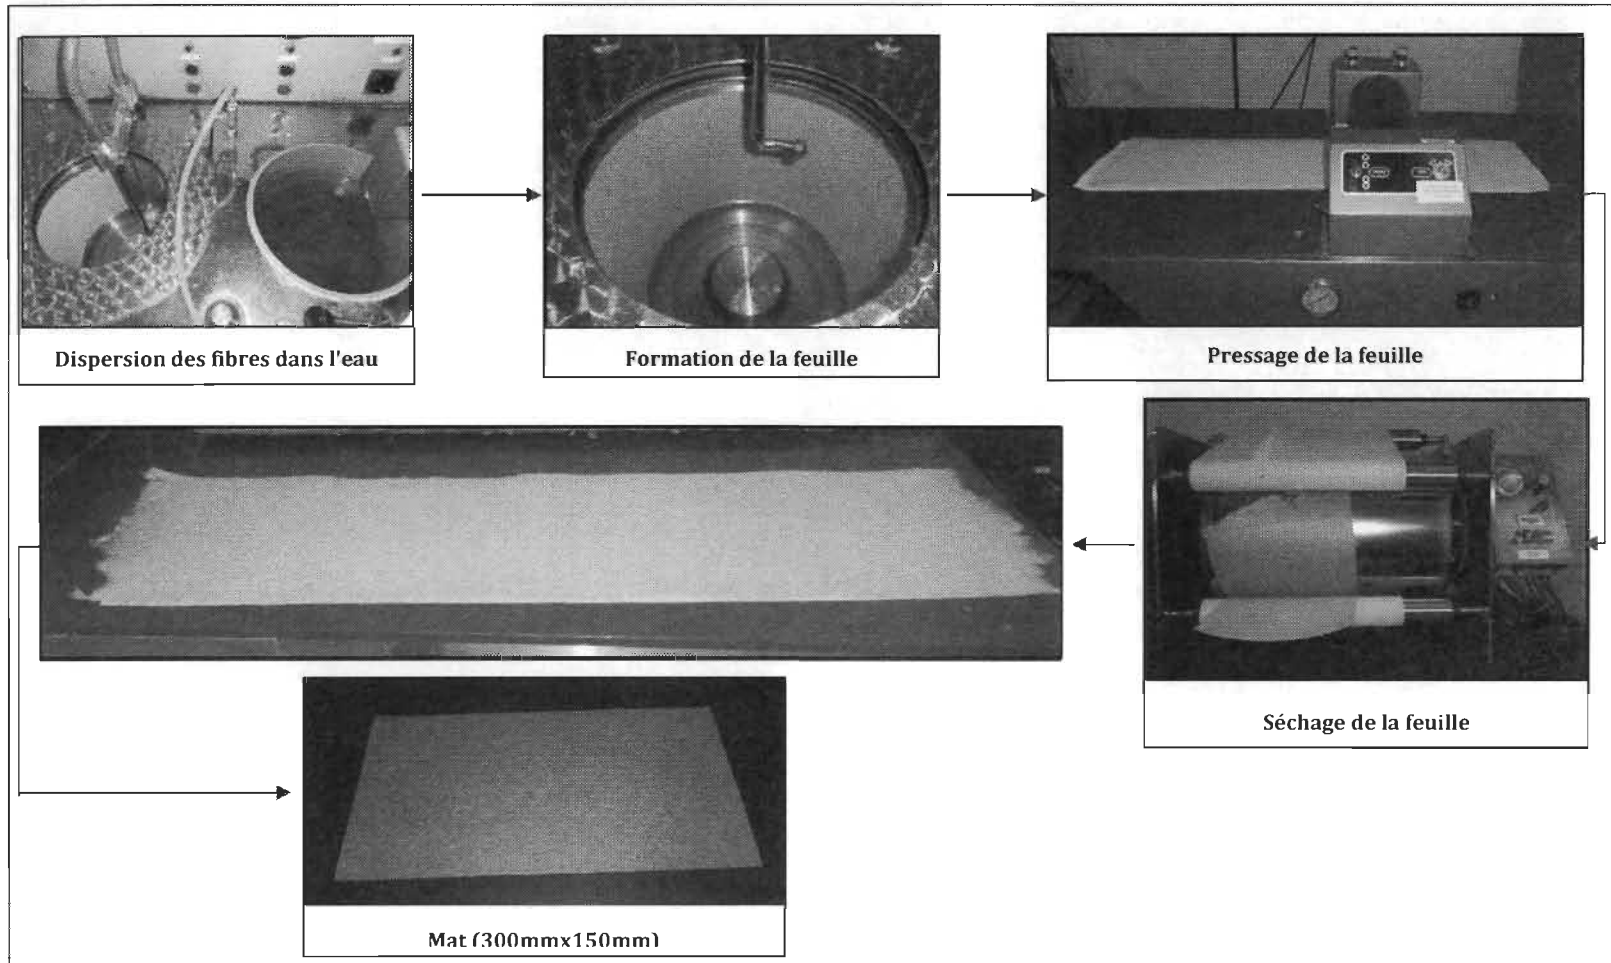 Dispersion des fibres dans l'eau
Formation de la feuille
Pressage de la feuille
Séchage de la feuille
Mat (300mmx150mm)